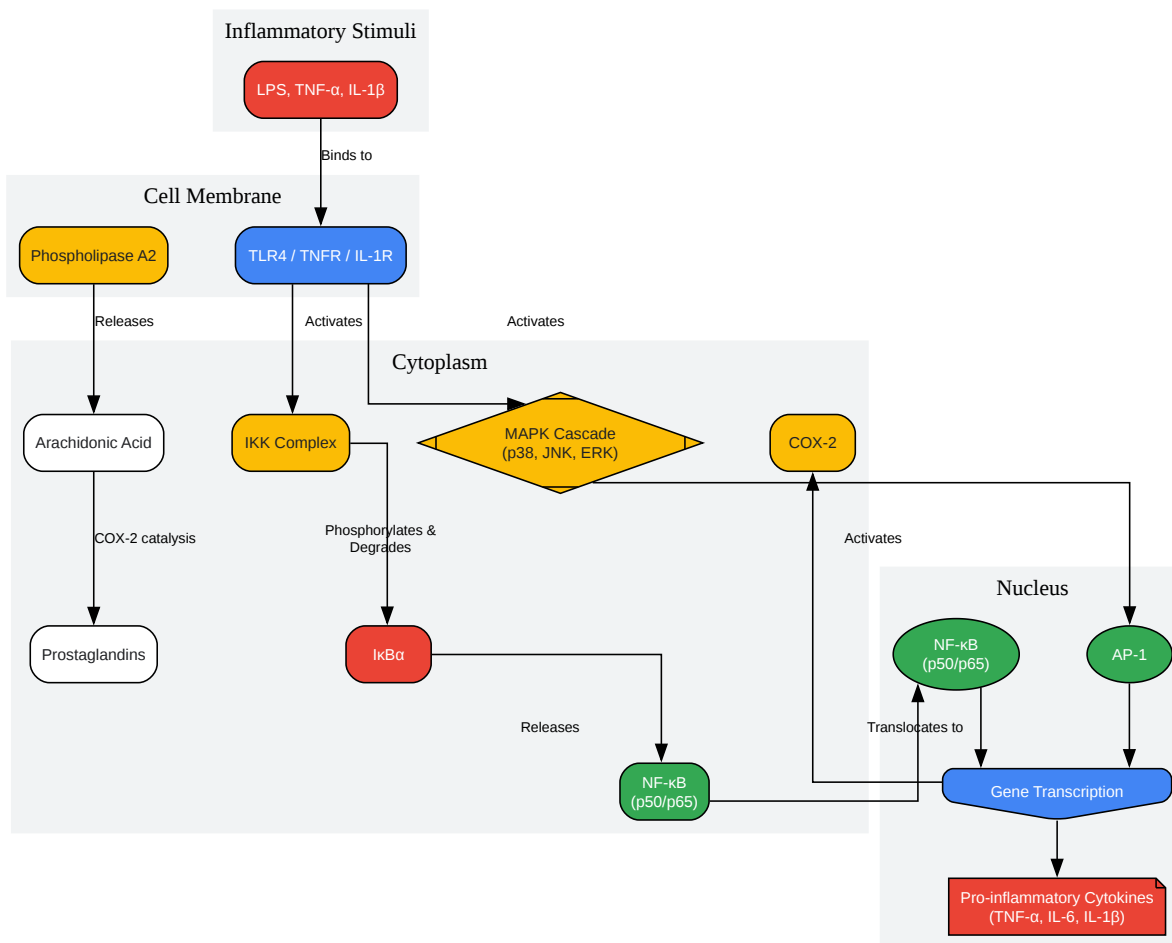 Inflammatory Stimuli
LPS, TNF-α, IL-1β
Binds to
Cell Membrane
Phospholipase A2
TLR4 / TNFR / IL-1R
Releases
Activates
Activates
Cytoplasm
Arachidonic Acid
IKK Complex
MAPK Cascade
(p38, JNK, ERK)
COX-2
COX-2 catalysis
Phosphorylates &
Degrades
Activates
Nucleus
Prostaglandins
IκBα
NF-κB
(p50/p65)
AP-1
Releases
Translocates to
NF-κB
(p50/p65)
Gene Transcription
Pro-inflammatory Cytokines
(TNF-α, IL-6, IL-1β)